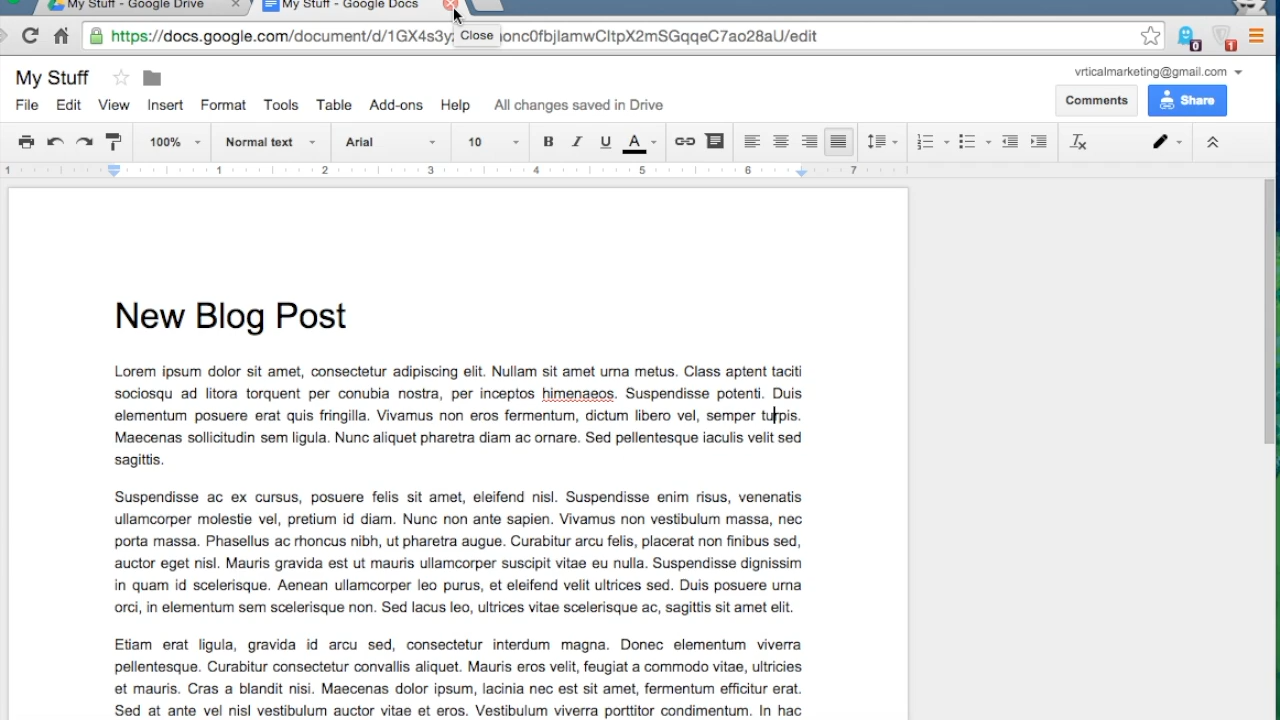 My Stuff - Google Drive
My Stuff - Google Docs
https://docs.google.com/document/d/1GX4s3y
onc0fbjlamwCltpX2mSGqqeC7ao28aU/edit
Close
0
1
My Stuff
vrticalmarketing@gmail.com
File Edit View Insert Format Tools Table Add-ons Help All changes saved in Drive
Comments
Share
100% Normal text Arial 10 B I U A
1 1 2 3 4 5 6 7
New Blog Post
Lorem ipsum dolor sit amet, consectetur adipiscing elit. Nullam sit amet urna metus. Class aptent taciti
sociosqu ad litora torquent per conubia nostra, per inceptos himenaeos. Suspendisse potenti. Duis
elementum posuere erat quis fringilla. Vivamus non eros fermentum, dictum libero vel, semper turpis.
Maecenas sollicitudin sem ligula. Nunc aliquet pharetra diam ac ornare. Sed pellentesque iaculis velit sed
sagittis.
Suspendisse ac ex cursus, posuere felis sit amet, eleifend nisl. Suspendisse enim risus, venenatis
ullamcorper molestie vel, pretium id diam. Nunc non ante sapien. Vivamus non vestibulum massa, nec
porta massa. Phasellus ac rhoncus nibh, ut pharetra augue. Curabitur arcu felis, placerat non finibus sed,
auctor eget nisl. Mauris gravida est ut mauris ullamcorper suscipit vitae eu nulla. Suspendisse dignissim
in quam id scelerisque. Aenean ullamcorper leo purus, et eleifend velit ultrices sed. Duis posuere urna
orci, in elementum sem scelerisque non. Sed lacus leo, ultrices vitae scelerisque ac, sagittis sit amet elit.
Etiam erat ligula, gravida id arcu sed, consectetur interdum magna. Donec elementum viverra
pellentesque. Curabitur consectetur convallis aliquet. Mauris eros velit, feugiat a commodo vitae, ultricies
et mauris. Cras a blandit nisi. Maecenas dolor ipsum, lacinia nec est sit amet, fermentum efficitur erat.
Sed at ante vel nisl vestibulum auctor vitae et eros. Vestibulum viverra porttitor condimentum. In hac